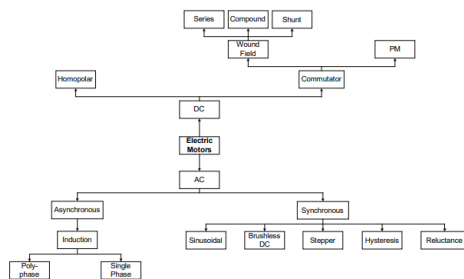 Series
Compound
Shunt
Wound
Field
PM
Homopolar
Commutator
DC
Electric
Motors
AC
Asynchronous
Synchronous
Induction
Sinusoidal
Brushless
DC
Stepper
Hysteresis
Reluctance
Poly-
phase
Single
Phase